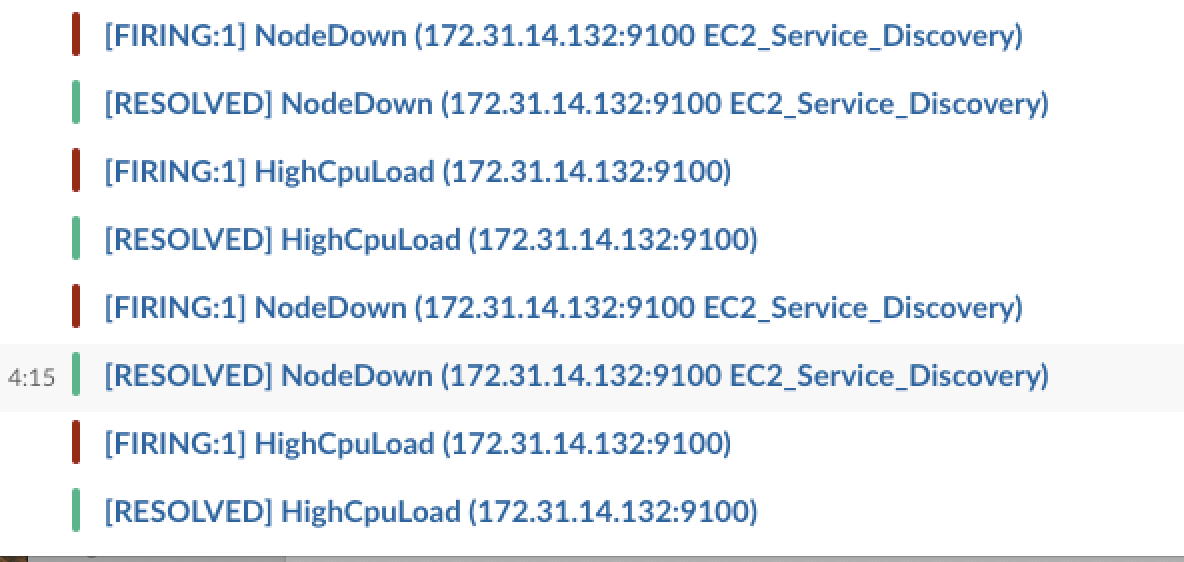 [FIRING:1] NodeDown (172.31.14.132:9100 EC2_Service_Discovery)
[RESOLVED] NodeDown (172.31.14.132:9100 EC2_Service_Discovery)
[FIRING:1] HighCpuLoad (172.31.14.132:9100)
[RESOLVED] HighCpuLoad (172.31.14.132:9100)
[FIRING:1] NodeDown (172.31.14.132:9100 EC2_Service_Discovery)
4:15 [RESOLVED] NodeDown (172.31.14.132:9100 EC2_Service_Discovery)
[FIRING:1] HighCpuLoad (172.31.14.132:9100)
[RESOLVED] HighCpuLoad (172.31.14.132:9100)